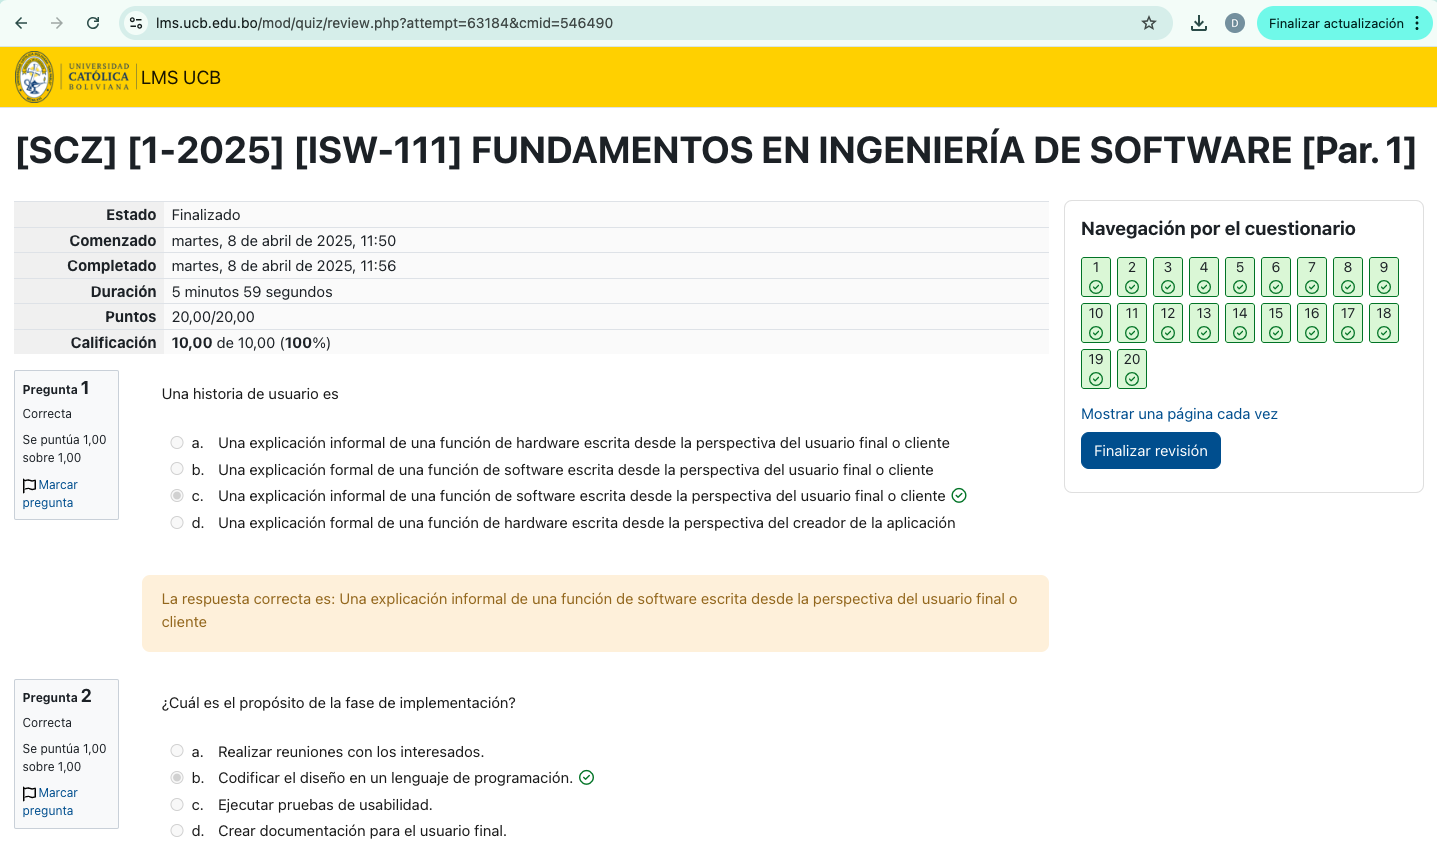 lms.ucb.edu.bo/mod/quiz/review.php?attempt=63184&cmid=546490
D
Finalizar actualización
UNIVERSIDAD
CATÓLICA
BOLIVIANA
LMS UCB
[SCZ] [1-2025] [ISW-111] FUNDAMENTOS EN INGENIERÍA DE SOFTWARE [Par. 1]
Estado Finalizado
Comenzado martes, 8 de abril de 2025, 11:50
Completado martes, 8 de abril de 2025, 11:56
Duración 5 minutos 59 segundos
Puntos 20,00/20,00
Calificación 10,00 de 10,00 (100%)
Pregunta 1
Correcta
Se puntúa 1,00
sobre 1,00
Marcar
pregunta
Una historia de usuario es
a. Una explicación informal de una función de hardware escrita desde la perspectiva del usuario final o cliente
b. Una explicación formal de una función de software escrita desde la perspectiva del usuario final o cliente
c. Una explicación informal de una función de software escrita desde la perspectiva del usuario final o cliente
d. Una explicación formal de una función de hardware escrita desde la perspectiva del creador de la aplicación
La respuesta correcta es: Una explicación informal de una función de software escrita desde la perspectiva del usuario final o
cliente
Pregunta 2
Correcta
Se puntúa 1,00
sobre 1,00
Marcar
pregunta
¿Cuál es el propósito de la fase de implementación?
a. Realizar reuniones con los interesados.
b. Codificar el diseño en un lenguaje de programación.
c. Ejecutar pruebas de usabilidad.
d. Crear documentación para el usuario final.
Navegación por el cuestionario
1 2 3 4 5 6 7 8 9
10 11 12 13 14 15 16 17 18
19 20
Mostrar una página cada vez
Finalizar revisión